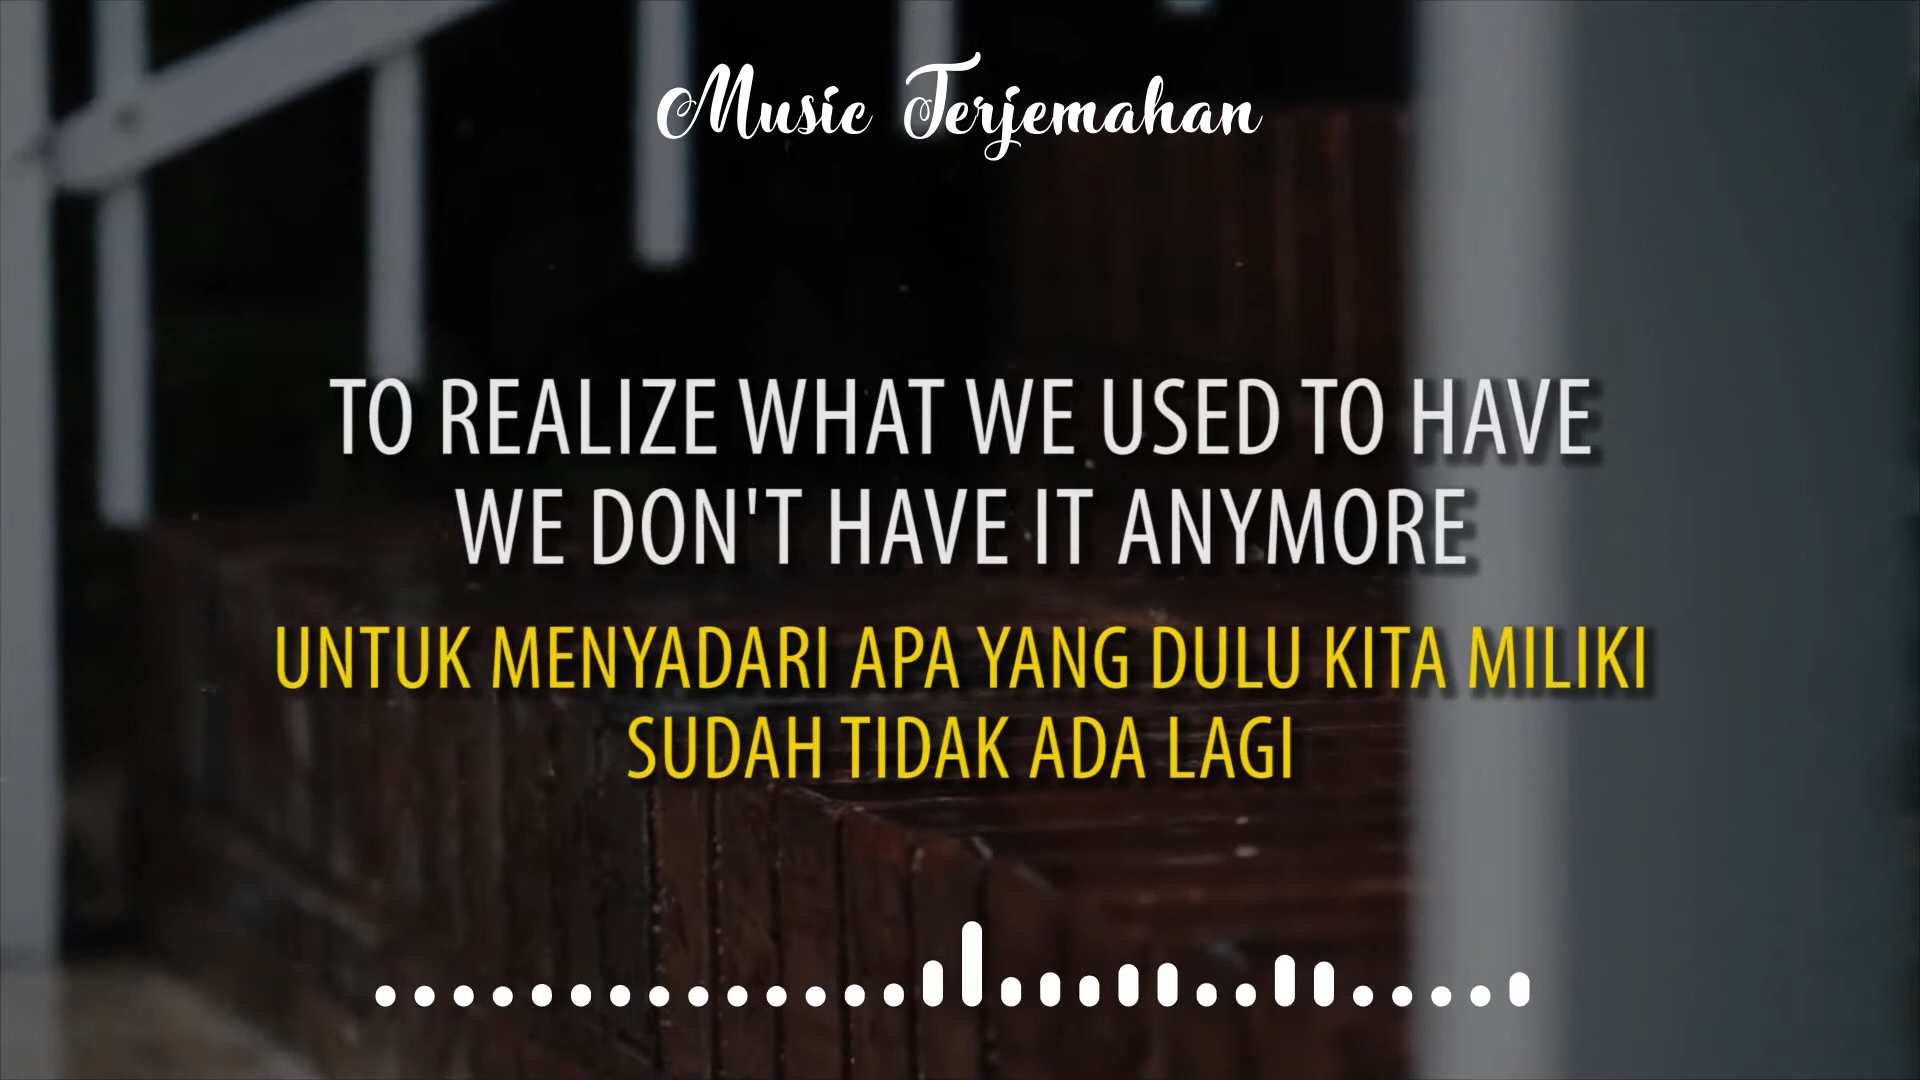 Music Terjemahan
TO REALIZE WHAT WE USED TO HAVE
WE DON'T HAVE IT ANYMORE
UNTUK MENYADARI APA YANG DULU KITA MILIKI
SUDAH TIDAK ADA LAGI